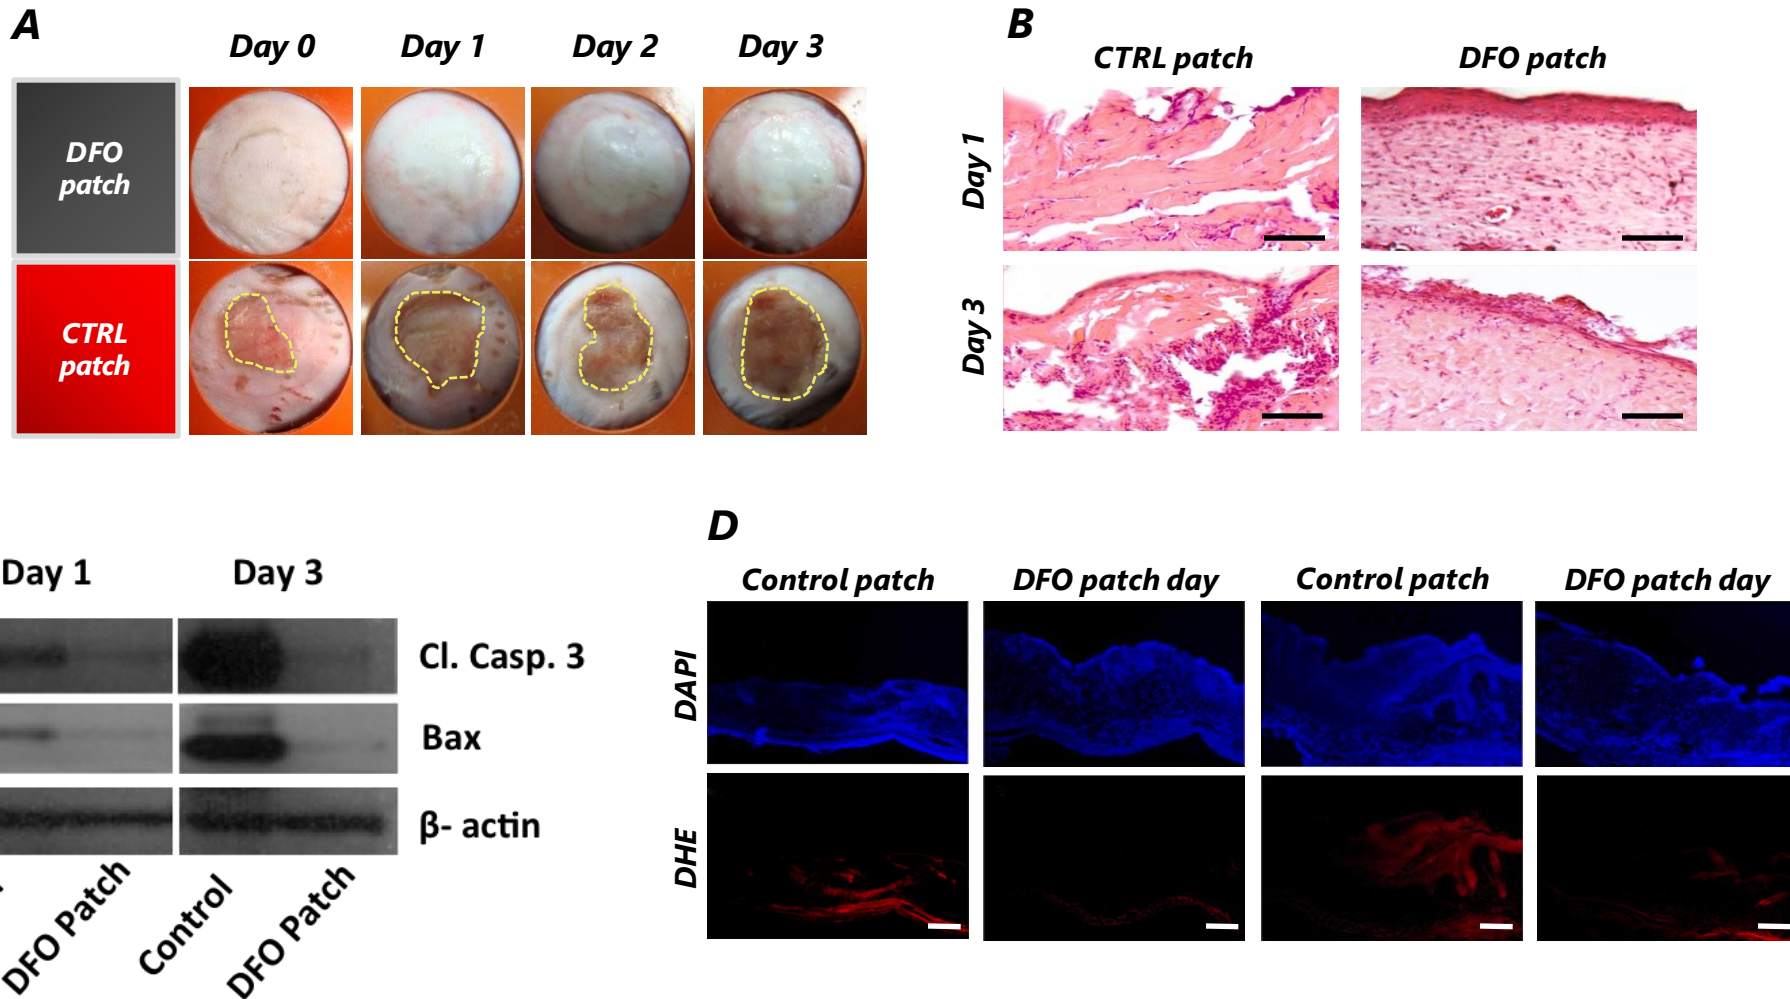 A
Day 0
Day 1
Day 2
Day 3
DFO
patch
CTRL
patch
B
CTRL patch
DFO patch
Day 1
Day 3
Day 1
Day 3
Cl. Casp. 3
Bax
β- actin
DFO Patch
Control
DFO Patch
D
Control patch
DFO patch day
Control patch
DFO patch day
DAPI
DHE